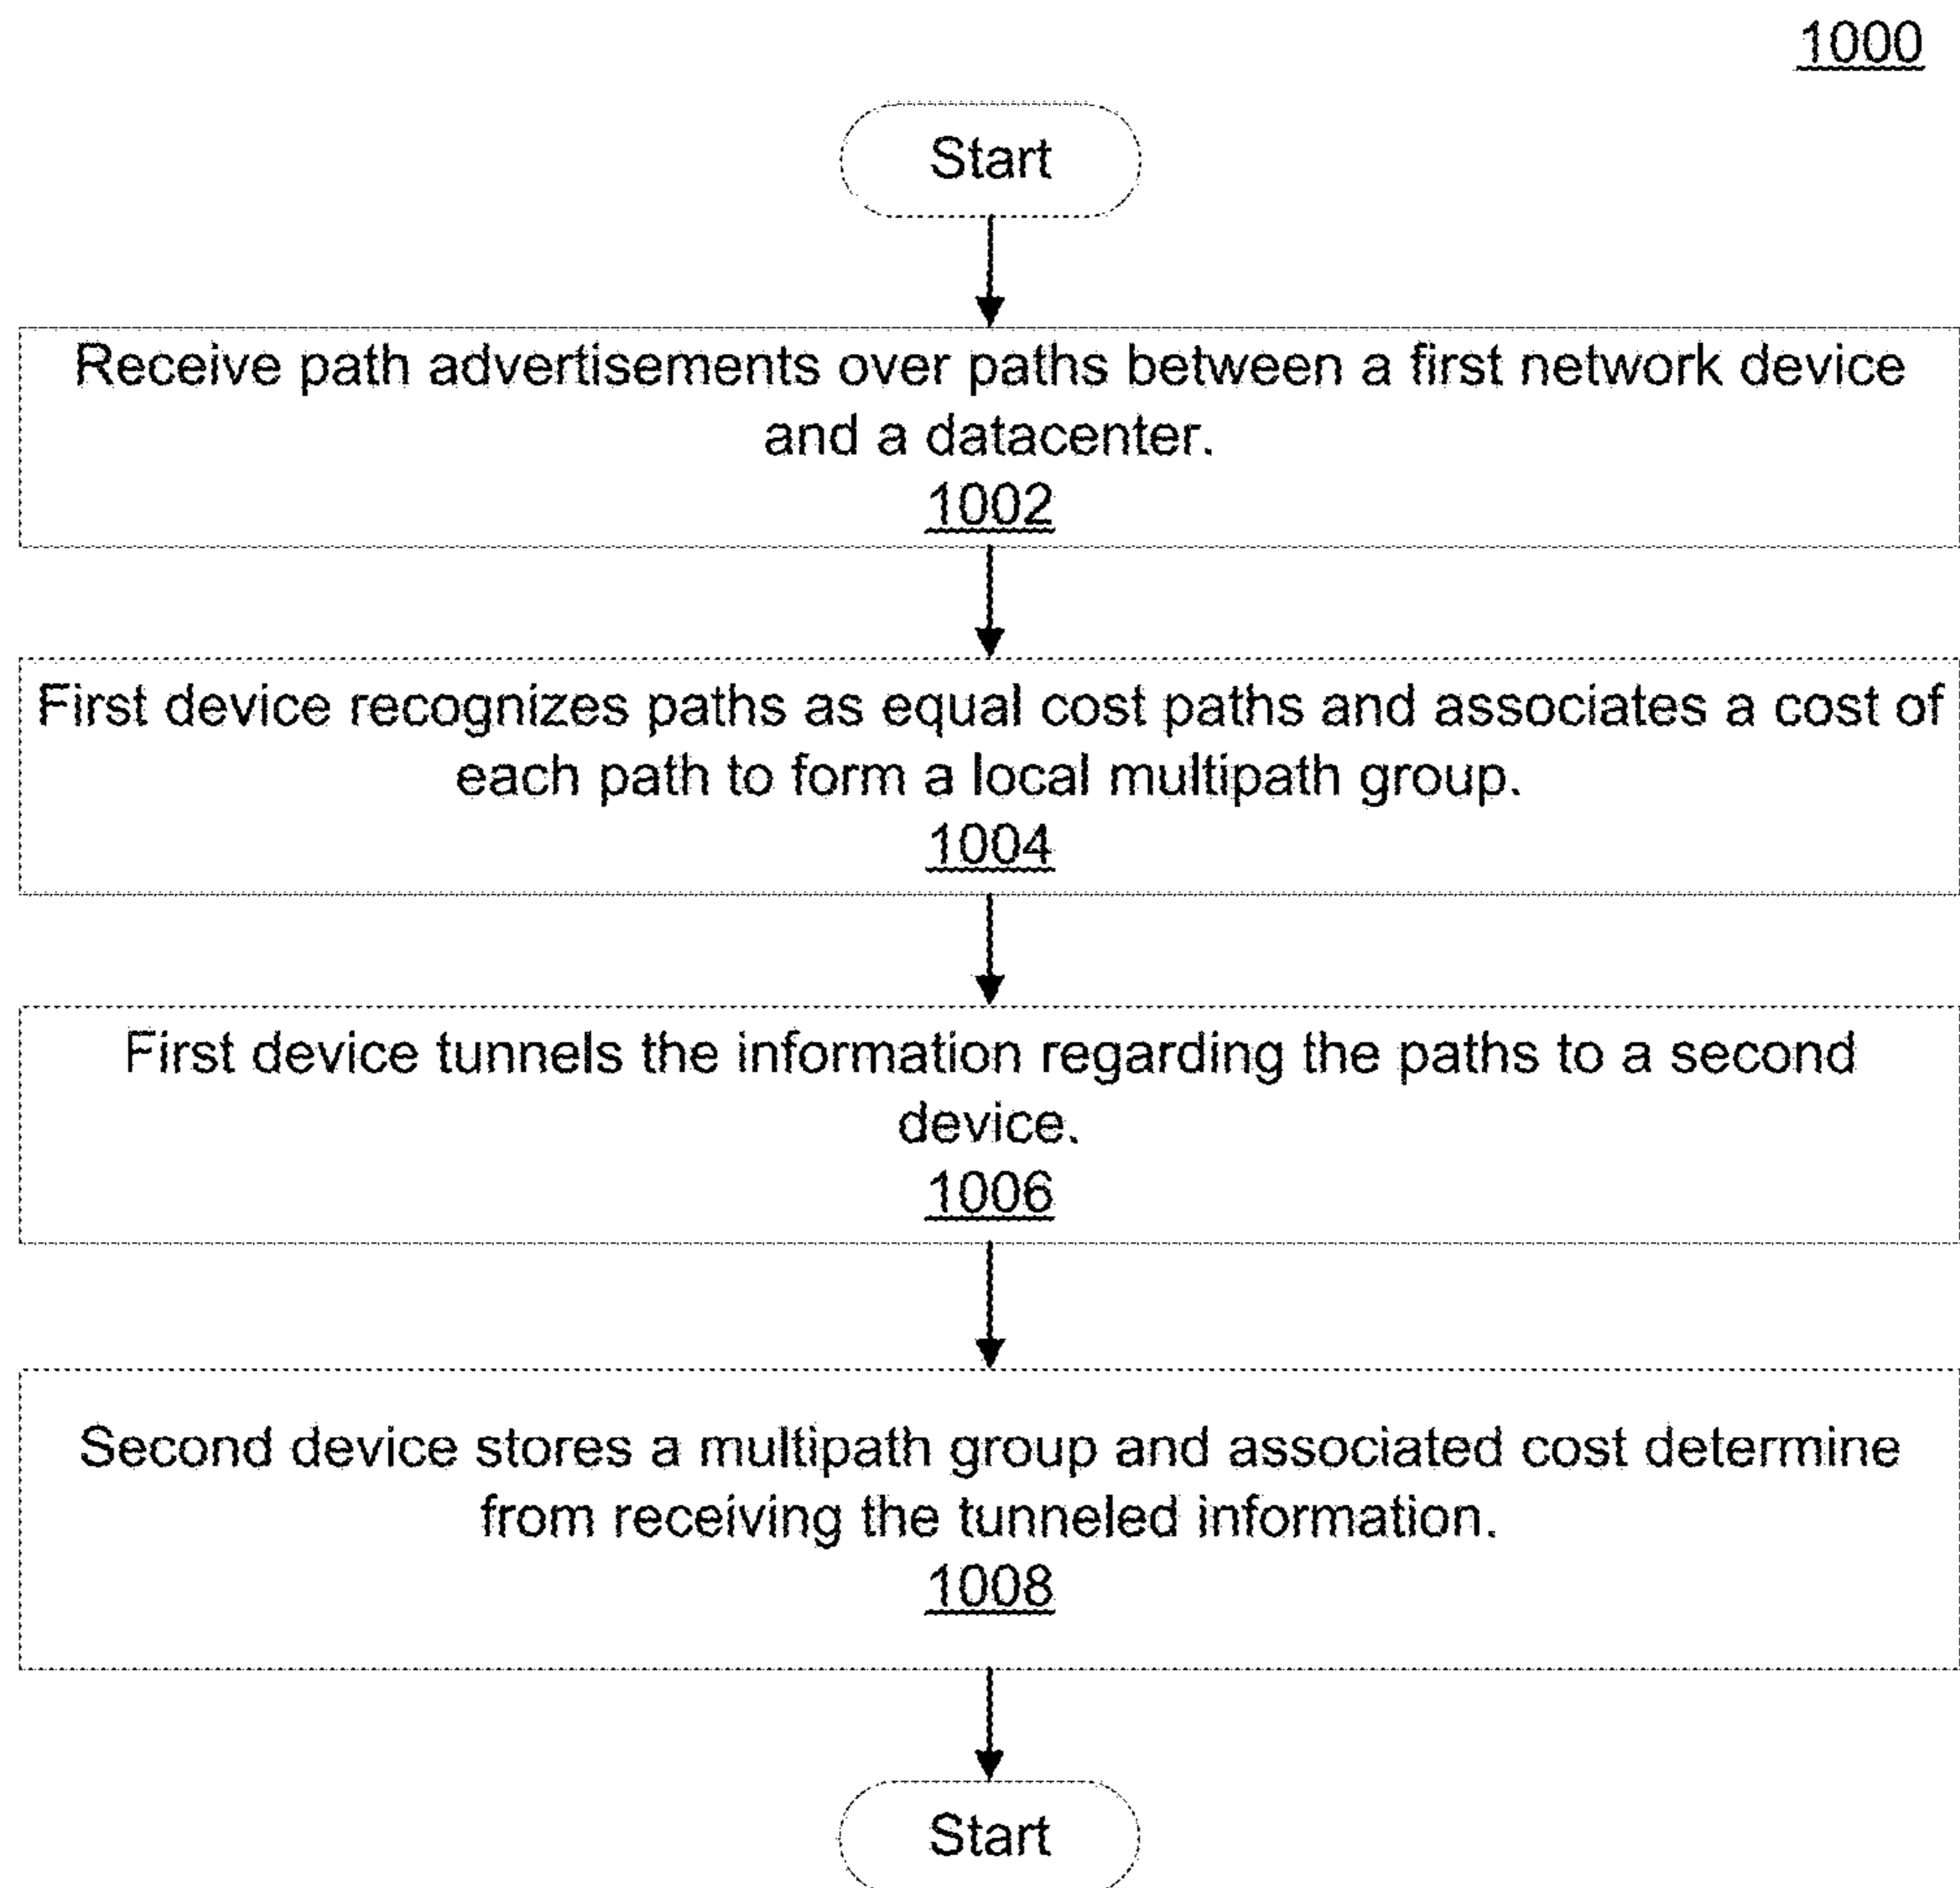 1000
Start
Receive path advertisements over paths between a first network device
and a datacenter.
1002
First device recognizes paths as equal cost paths and associates a cost of
each path to form a local multipath group.
1004
First device tunnels the information regarding the paths to a second
device.
1006
Second device stores a multipath group and associated cost determine
from receiving the tunneled information.
1008
Start